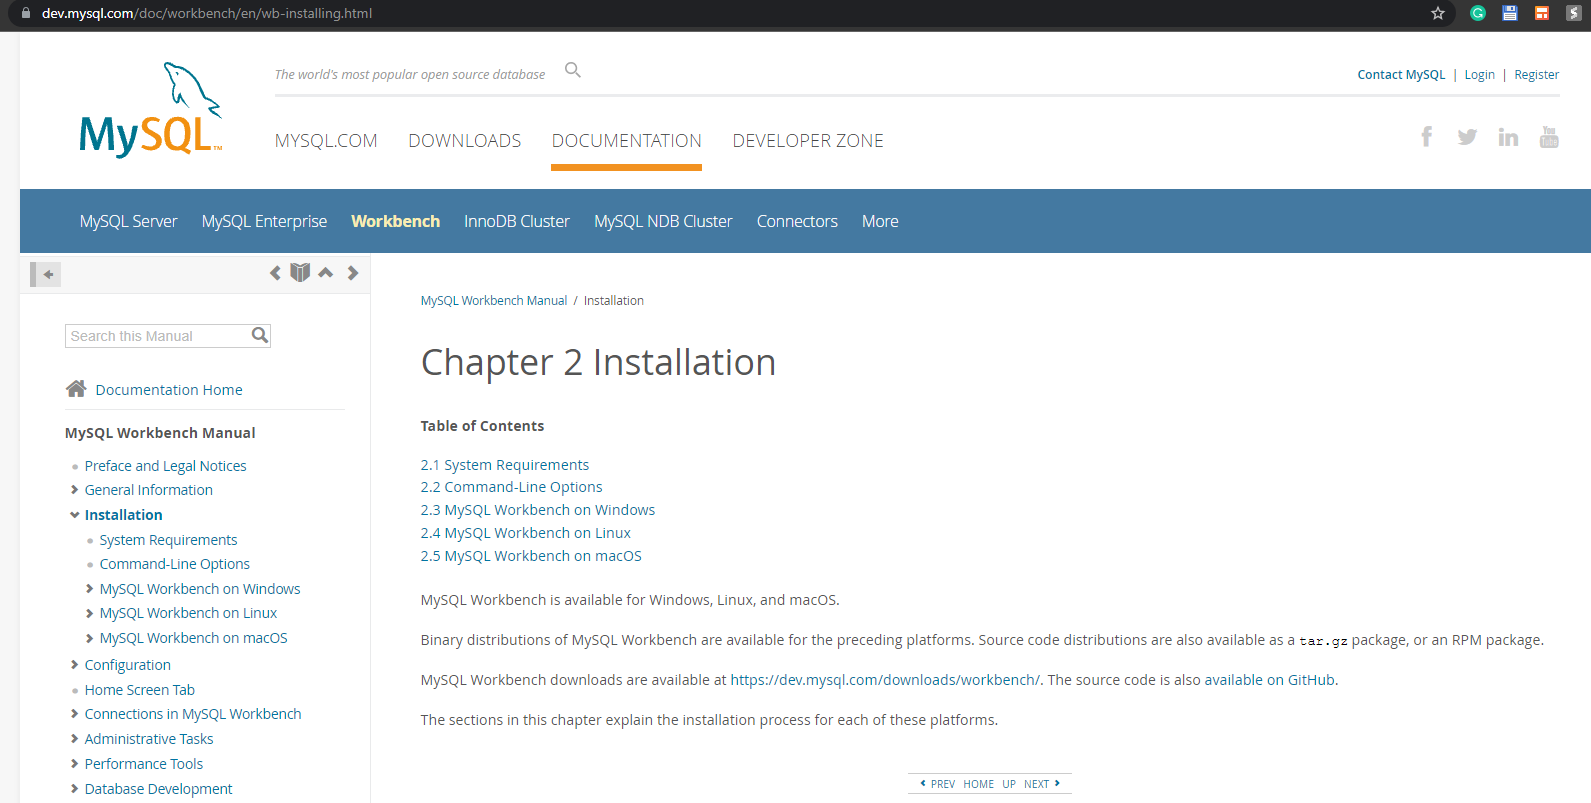 dev.mysql.com/doc/workbench/en/wb-installing.html
The world's most popular open source database
Contact MySQL | Login | Register
MySQL™
MYSQL.COM DOWNLOADS DOCUMENTATION DEVELOPER ZONE
You
Tube
MySQL Server MySQL Enterprise Workbench InnoDB Cluster MySQL NDB Cluster Connectors More
Search this Manual
Documentation Home
MySQL Workbench Manual
Preface and Legal Notices
General Information
Installation
System Requirements
Command-Line Options
MySQL Workbench on Windows
MySQL Workbench on Linux
MySQL Workbench on macOS
Configuration
Home Screen Tab
Connections in MySQL Workbench
Administrative Tasks
Performance Tools
Database Development
MySQL Workbench Manual / Installation
Chapter 2 Installation
Table of Contents
2.1 System Requirements
2.2 Command-Line Options
2.3 MySQL Workbench on Windows
2.4 MySQL Workbench on Linux
2.5 MySQL Workbench on macOS
MySQL Workbench is available for Windows, Linux, and macOS.
Binary distributions of MySQL Workbench are available for the preceding platforms. Source code distributions are also available as a tar.gz package, or an RPM package.
MySQL Workbench downloads are available at https://dev.mysql.com/downloads/workbench/. The source code is also available on GitHub.
The sections in this chapter explain the installation process for each of these platforms.
PREV HOME UP NEXT